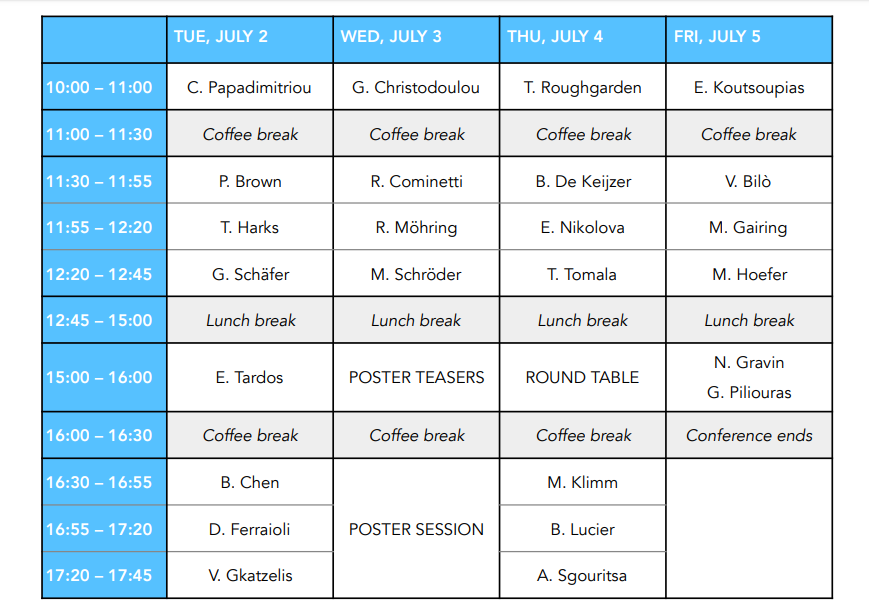 TUE, JULY 2 WED, JULY 3 THU, JULY 4 FRI, JULY 5
10:00 – 11:00 C. Papadimitriou G. Christodoulou T. Roughgarden E. Koutsoupias
11:00 – 11:30 Coffee break Coffee break Coffee break Coffee break
11:30 – 11:55 P. Brown R. Cominetti B. De Keijzer V. Bilò
11:55 – 12:20 T. Harks R. Möhring E. Nikolova M. Gairing
12:20 – 12:45 G. Schäfer M. Schröder T. Tomala M. Hoefer
12:45 – 15:00 Lunch break Lunch break Lunch break Lunch break
15:00 – 16:00 E. Tardos POSTER TEASERS ROUND TABLE N. Gravin
G. Piliouras
16:00 – 16:30 Coffee break Coffee break Coffee break Conference ends
16:30 – 16:55 B. Chen M. Klimm
16:55 – 17:20 D. Ferraioli POSTER SESSION B. Lucier
17:20 – 17:45 V. Gkatzelis A. Sgouritsa